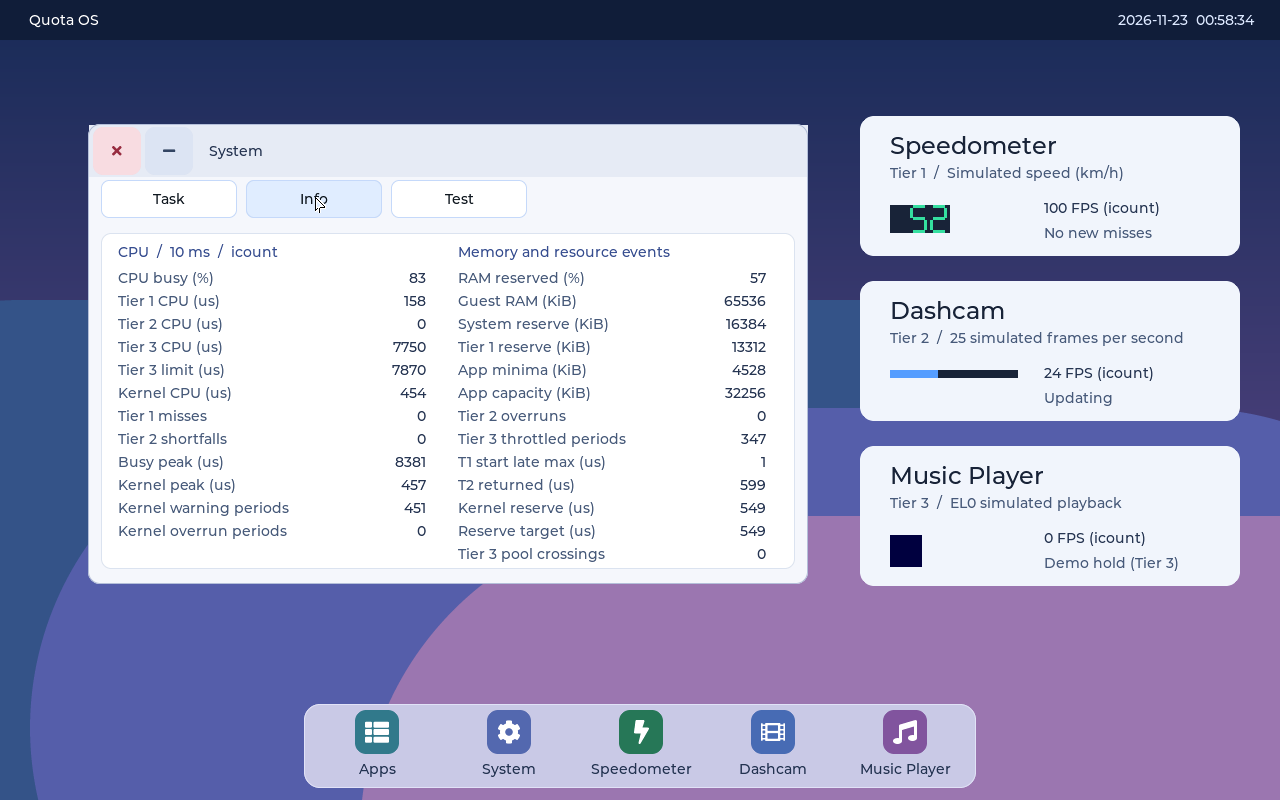 Quota OS
2026-11-23 00:58:34
System
Task
Info
Test
CPU / 10 ms / icount
CPU busy (%) 83
Tier 1 CPU (us) 158
Tier 2 CPU (us) 0
Tier 3 CPU (us) 7750
Tier 3 limit (us) 7870
Kernel CPU (us) 454
Tier 1 misses 0
Tier 2 shortfalls 0
Busy peak (us) 8381
Kernel peak (us) 457
Kernel warning periods 451
Kernel overrun periods 0
Memory and resource events
RAM reserved (%) 57
Guest RAM (KiB) 65536
System reserve (KiB) 16384
Tier 1 reserve (KiB) 13312
App minima (KiB) 4528
App capacity (KiB) 32256
Tier 2 overruns 0
Tier 3 throttled periods 347
T1 start late max (us) 1
T2 returned (us) 599
Kernel reserve (us) 549
Reserve target (us) 549
Tier 3 pool crossings 0
Speedometer
Tier 1 / Simulated speed (km/h)
52
100 FPS (icount)
No new misses
Dashcam
Tier 2 / 25 simulated frames per second
24 FPS (icount)
Updating
Music Player
Tier 3 / EL0 simulated playback
0 FPS (icount)
Demo hold (Tier 3)
Apps
System
Speedometer
Dashcam
Music Player